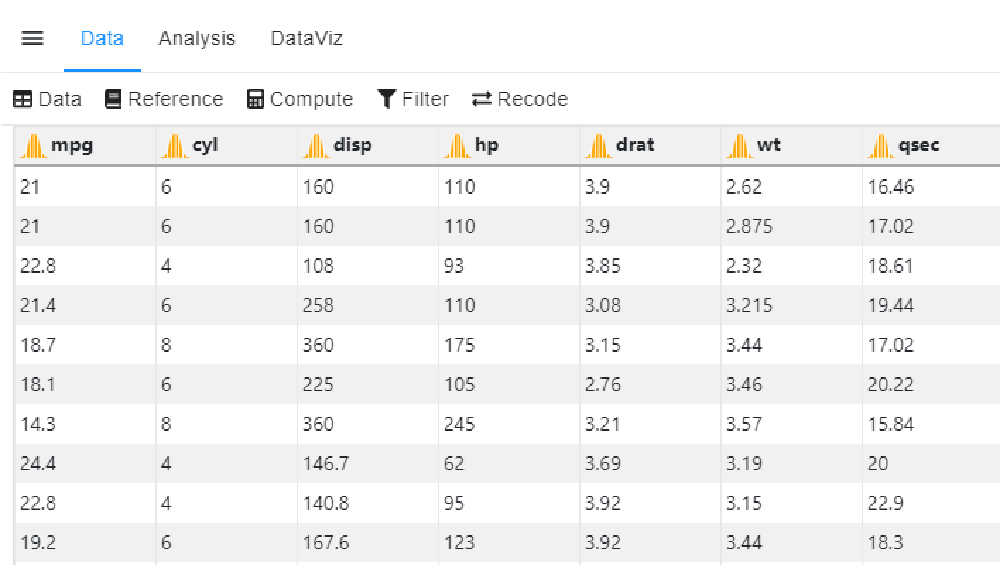 Data Analysis DataViz
Data Reference Compute Filter Recode
mpg cyl disp hp drat wt qsec
21 6 160 110 3.9 2.62 16.46
21 6 160 110 3.9 2.875 17.02
22.8 4 108 93 3.85 2.32 18.61
21.4 6 258 110 3.08 3.215 19.44
18.7 8 360 175 3.15 3.44 17.02
18.1 6 225 105 2.76 3.46 20.22
14.3 8 360 245 3.21 3.57 15.84
24.4 4 146.7 62 3.69 3.19 20
22.8 4 140.8 95 3.92 3.15 22.9
19.2 6 167.6 123 3.92 3.44 18.3